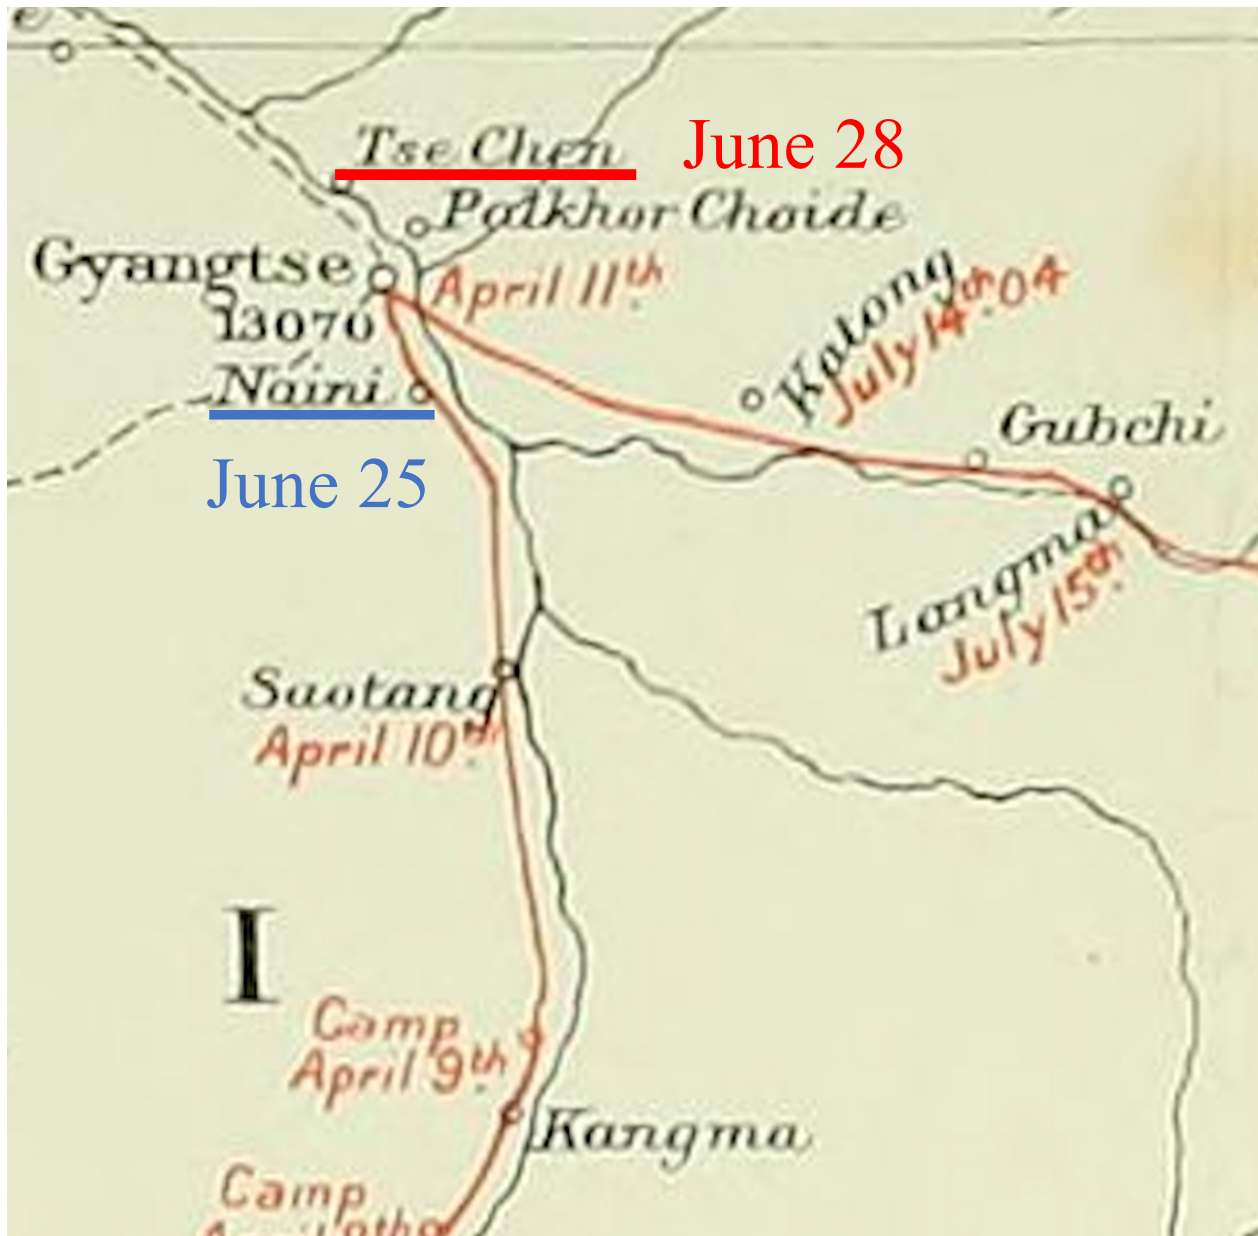 Tse Chen
June 28
Palkhor Choide
Gyangtse
April 11th
13070
Náini
June 25
Kalong
July 14th 04
Gubchi
Langma
July 15th
Saotang
April 10th
I
Camp
April 9th
Kangma
Camp